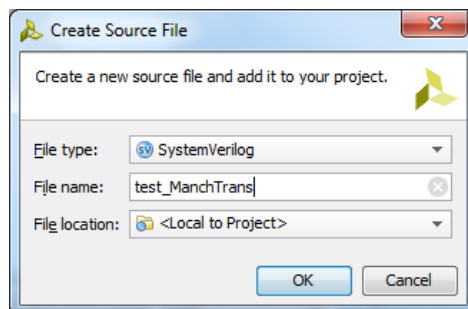 Create Source File
Create a new source file and add it to your project.
File type: SystemVerilog
File name: test_ManchTrans
File location: <Local to Project>
OK Cancel